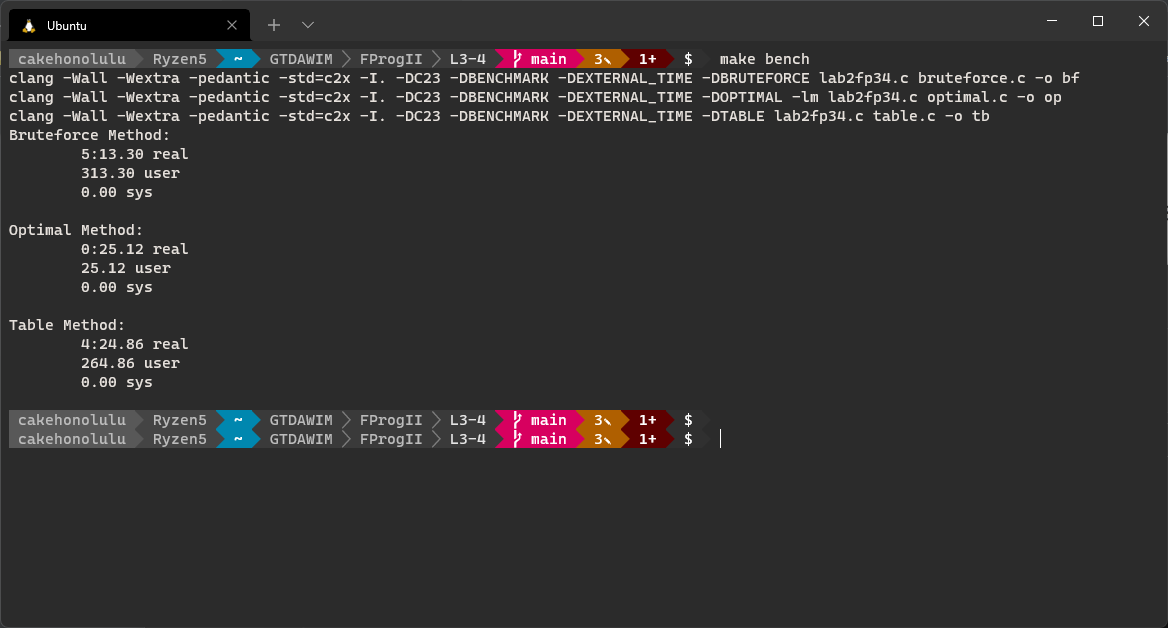 Ubuntu
cakehonolulu Ryzen5 ~ GTDAWIM FProgII L3-4 main 3✎ 1+ $ make bench
clang -Wall -Wextra -pedantic -std=c2x -I. -DC23 -DBENCHMARK -DEXTERNAL_TIME -DBRUTEFORCE lab2fp34.c bruteforce.c -o bf
clang -Wall -Wextra -pedantic -std=c2x -I. -DC23 -DBENCHMARK -DEXTERNAL_TIME -DOPTIMAL -lm lab2fp34.c optimal.c -o op
clang -Wall -Wextra -pedantic -std=c2x -I. -DC23 -DBENCHMARK -DEXTERNAL_TIME -DTABLE lab2fp34.c table.c -o tb
Bruteforce Method:
5:13.30 real
313.30 user
0.00 sys
Optimal Method:
0:25.12 real
25.12 user
0.00 sys
Table Method:
4:24.86 real
264.86 user
0.00 sys
cakehonolulu Ryzen5 ~ GTDAWIM FProgII L3-4 main 3✎ 1+ $
cakehonolulu Ryzen5 ~ GTDAWIM FProgII L3-4 main 3✎ 1+ $